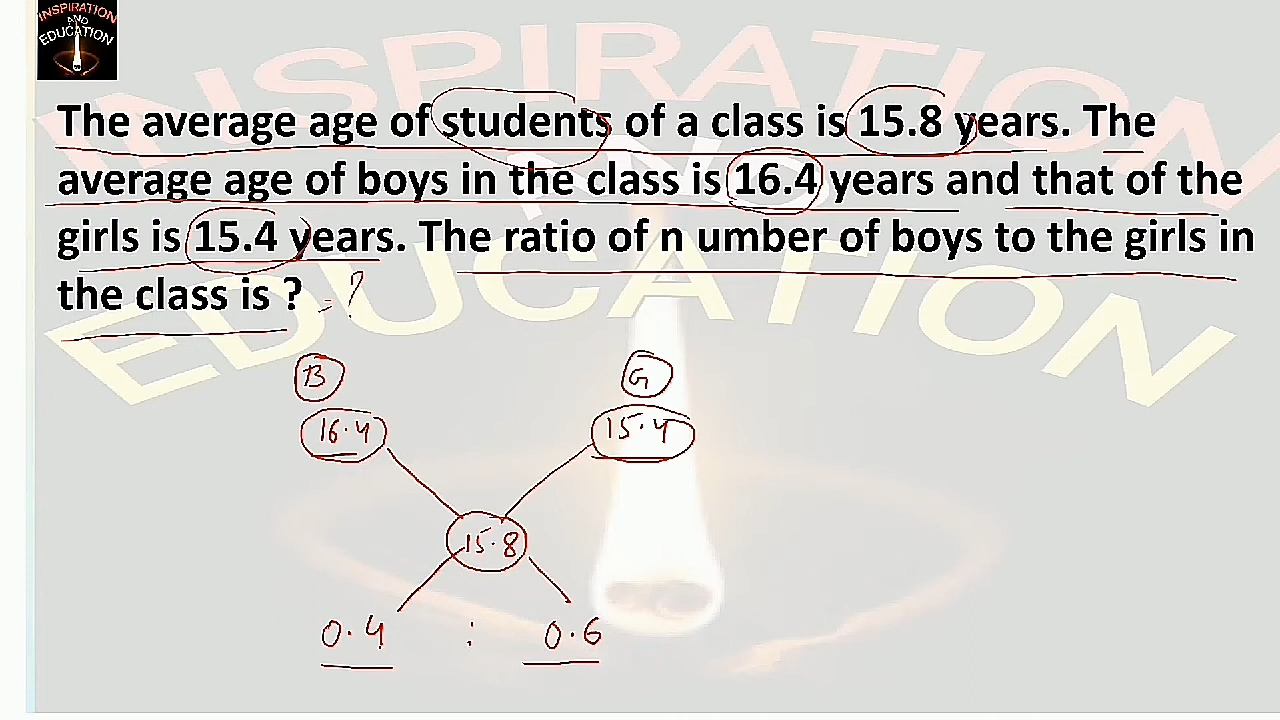 INSPIRATION
AND
EDUCATION
INSPIRATION
AND
EDUCATION
The average age of students of a class is 15.8 years. The
average age of boys in the class is 16.4 years and that of the
girls is 15.4 years. The ratio of n umber of boys to the girls in
the class is ? = ?
B G
16.4 15.4
15.8
0.4 : 0.6